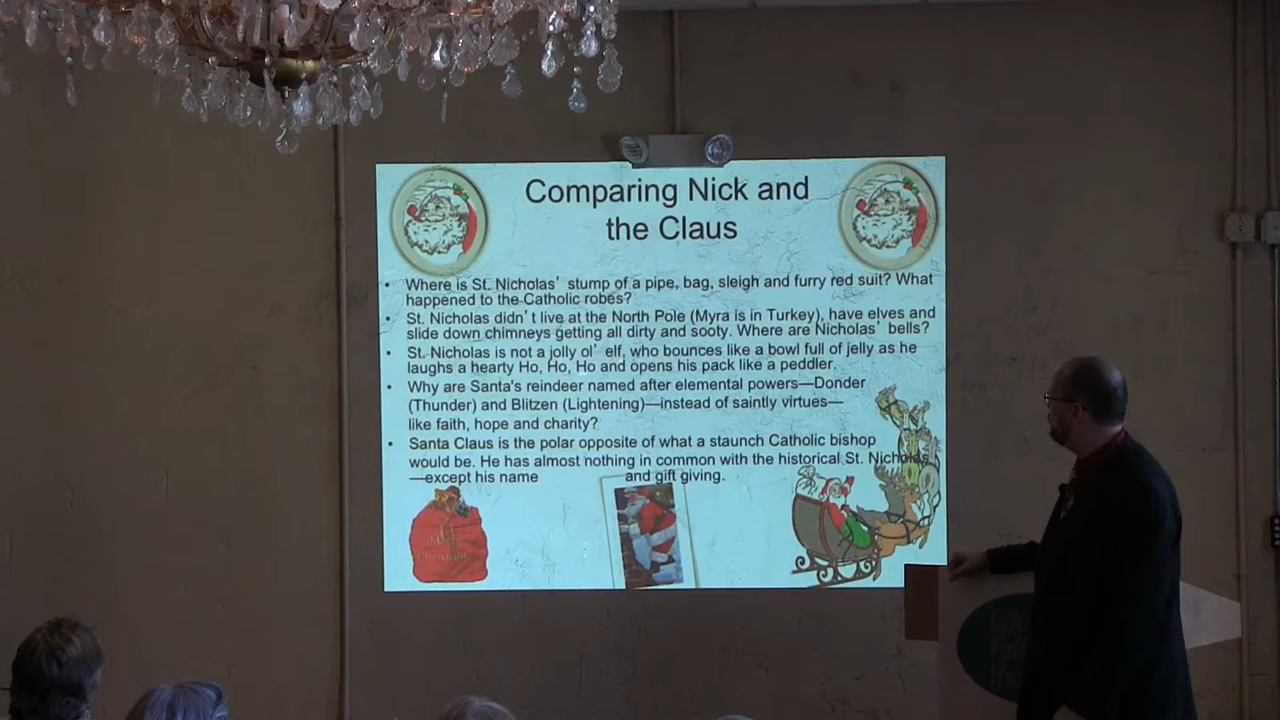 Comparing Nick and
the Claus
• Where is St. Nicholas' stump of a pipe, bag, sleigh and furry red suit? What
happened to the Catholic robes?
• St. Nicholas didn't live at the North Pole (Myra is in Turkey), have elves and
slide down chimneys getting all dirty and sooty. Where are Nicholas' bells?
• St. Nicholas is not a jolly ol' elf, who bounces like a bowl full of jelly as he
laughs a hearty Ho, Ho, Ho and opens his pack like a peddler.
• Why are Santa's reindeer named after elemental powers—Donder
(Thunder) and Blitzen (Lightening)—instead of saintly virtues—
like faith, hope and charity?
• Santa Claus is the polar opposite of what a staunch Catholic bishop
would be. He has almost nothing in common with the historical St. Nicholas
—except his name and gift giving.